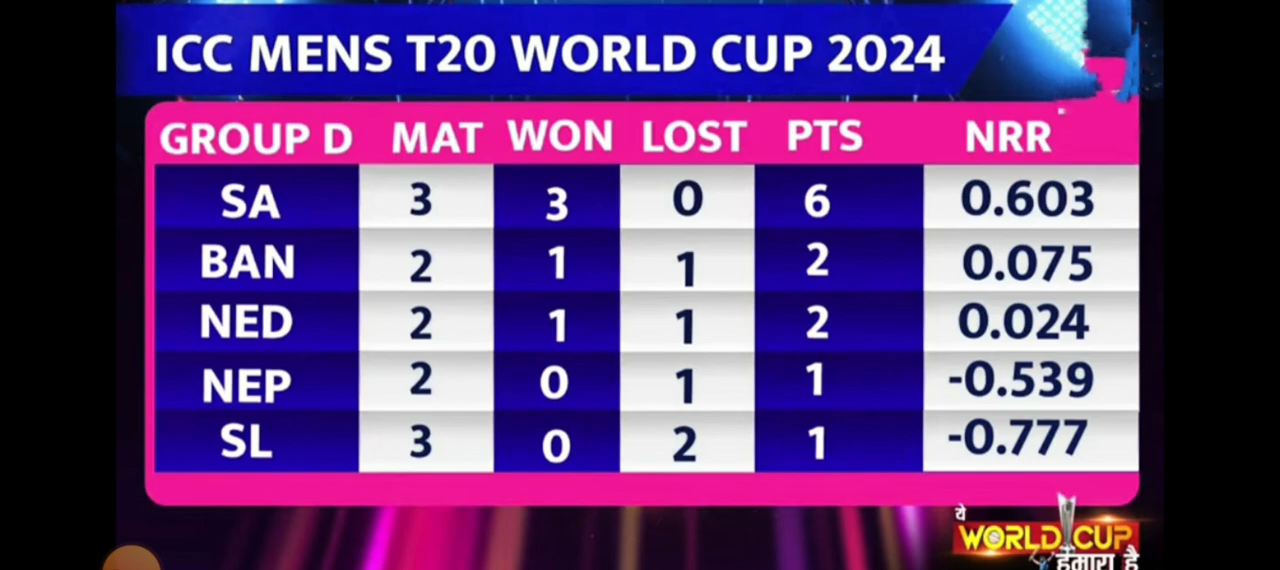 ICC MENS T20 WORLD CUP 2024
GROUP D MAT WON LOST PTS NRR
SA 3 3 0 6 0.603
BAN 2 1 1 2 0.075
NED 2 1 1 2 0.024
NEP 2 0 1 1 -0.539
SL 3 0 2 1 -0.777
ये
WORLD CUP
हमारा है